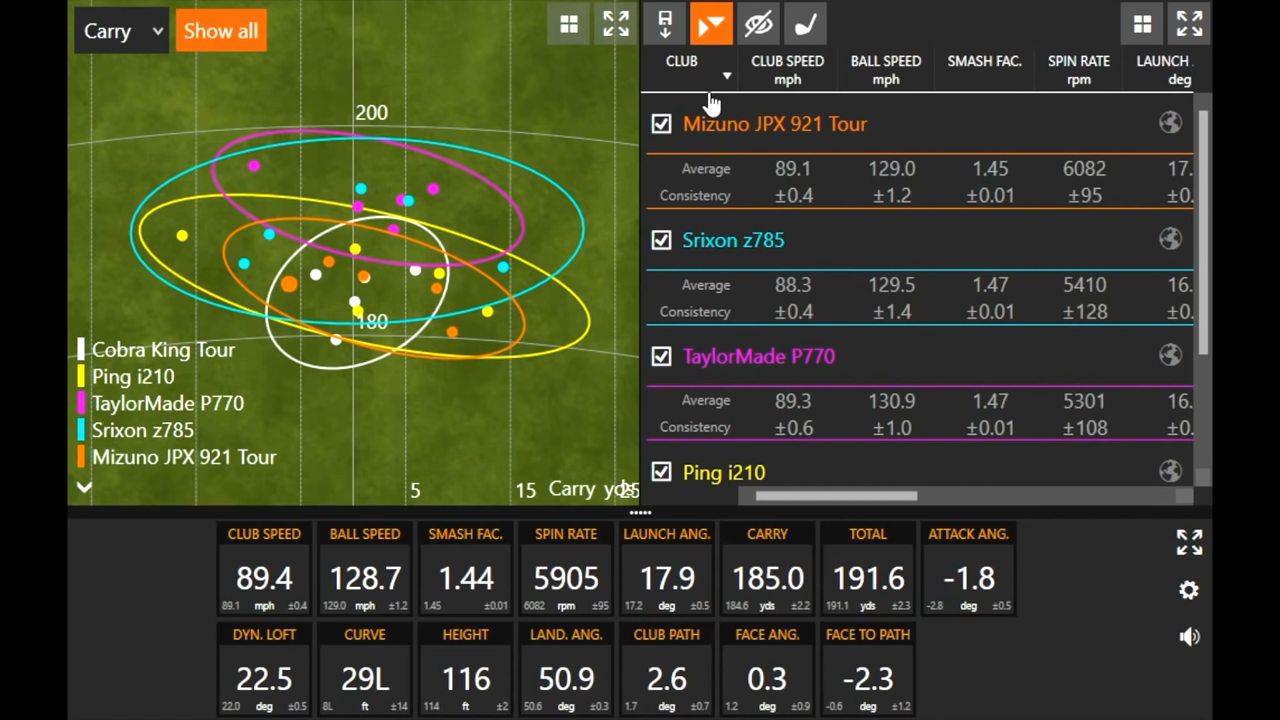 Carry
Show all
200
180
Cobra King Tour
Ping i210
TaylorMade P770
Srixon z785
Mizuno JPX 921 Tour
5
15
Carry yds
25
CLUB
CLUB SPEED
mph
BALL SPEED
mph
SMASH FAC.
SPIN RATE
rpm
LAUNCH
deg
Mizuno JPX 921 Tour
Average 89.1 129.0 1.45 6082 17.
Consistency ±0.4 ±1.2 ±0.01 ±95 ±0.
Srixon z785
Average 88.3 129.5 1.47 5410 16.
Consistency ±0.4 ±1.4 ±0.01 ±128 ±0.
TaylorMade P770
Average 89.3 130.9 1.47 5301 16.
Consistency ±0.6 ±1.0 ±0.01 ±108 ±0.
Ping i210
CLUB SPEED
89.4
89.1 mph ±0.4
BALL SPEED
128.7
129.0 mph ±1.2
SMASH FAC.
1.44
1.45 ±0.01
SPIN RATE
5905
6082 rpm ±95
LAUNCH ANG.
17.9
17.2 deg ±0.5
CARRY
185.0
184.6 yds ±2.2
TOTAL
191.6
191.1 yds ±2.3
ATTACK ANG.
-1.8
-2.8 deg ±0.5
DYN. LOFT
22.5
22.0 deg ±0.5
CURVE
29L
8L ft ±14
HEIGHT
116
114 ft ±2
LAND. ANG.
50.9
50.6 deg ±0.3
CLUB PATH
2.6
1.7 deg ±0.7
FACE ANG.
0.3
1.2 deg ±0.9
FACE TO PATH
-2.3
-0.6 deg ±1.2